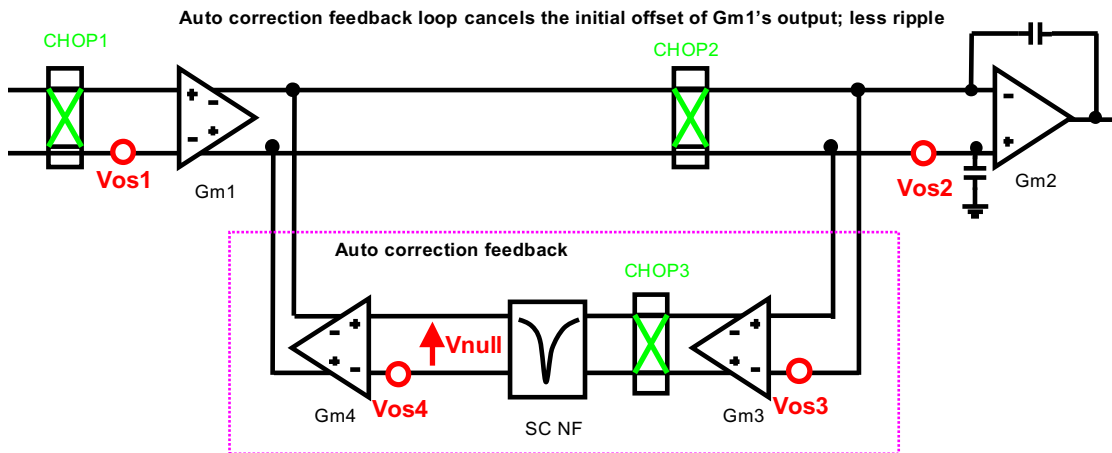 Auto correction feedback loop cancels the initial offset of Gm1's output; less ripple
CHOP1
CHOP2
+
-
-
+
-
+
Vos1
Gm1
Vos2
Gm2
Auto correction feedback
CHOP3
+
-
+
-
Vnull
+
-
+
-
Vos4
Vos3
Gm4
SC NF
Gm3